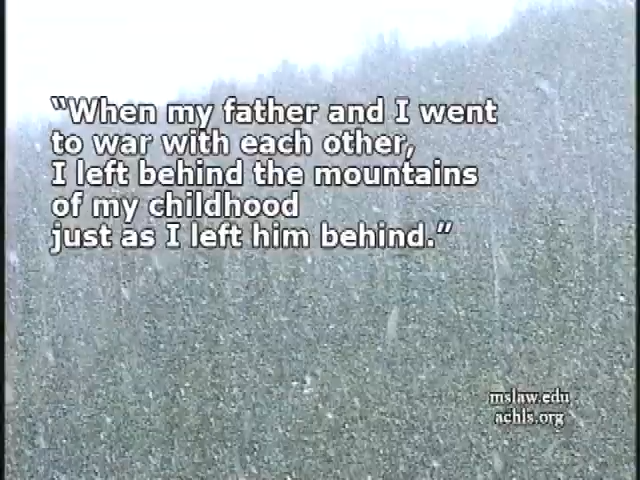 “When my father and I went
to war with each other,
I left behind the mountains
of my childhood
just as I left him behind.”
mslaw.edu
achls.org